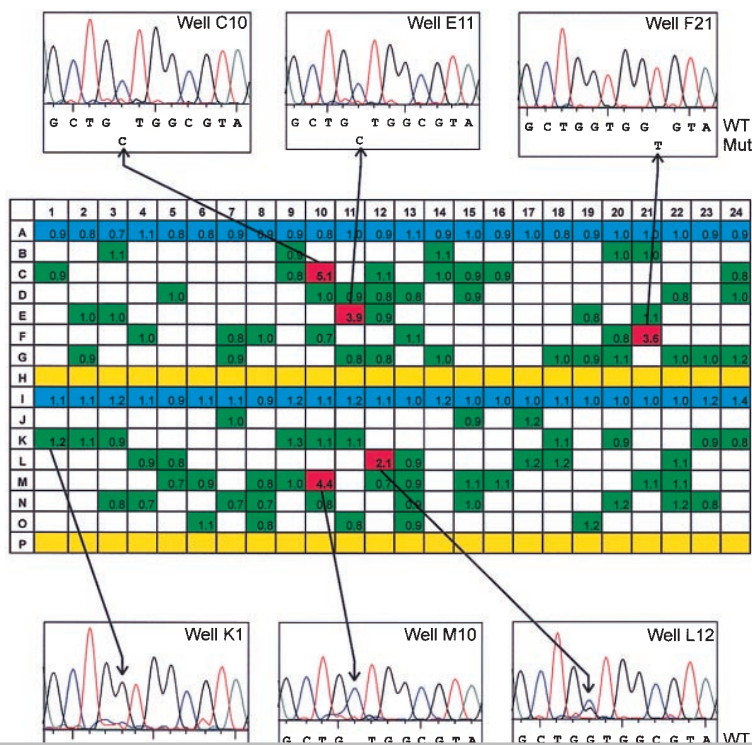 Well C10 Well E11 Well F21
G C T G T G G C G T A G C T G T G G C G T A G C T G G T G G G T A WT
C C T Mut
1 2 3 4 5 6 7 8 9 10 11 12 13 14 15 16 17 18 19 20 21 22 23 24
A 0.9 0.8 0.7 1.1 0.8 0.8 0.9 0.9 0.9 0.8 1.0 0.9 1.1 0.9 1.0 0.9 1.0 0.8 0.9 1.0 1.0 1.0 0.9 0.9
B 1.1 0.9 1.1 1.0 1.0
C 0.9 0.8 5.1 1.1 1.0 0.9 0.9 0.8
D 1.0 1.0 0.9 0.8 0.8 0.9 0.8 1.0
E 1.0 1.0 3.9 0.9 0.8 1.1
F 1.0 0.8 1.0 0.7 1.1 0.8 3.6
G 0.9 0.9 0.8 0.8 1.0 1.0 0.9 1.1 1.0 1.0 1.2
H
I 1.1 1.1 1.2 1.1 0.9 1.1 1.1 0.9 1.2 1.1 1.2 1.1 1.0 1.2 1.0 1.0 1.1 1.0 1.1 1.0 1.0 1.0 1.2 1.4
J 1.0 0.9 1.2
K 1.2 1.1 0.9 1.3 1.1 1.1 1.1 0.9 0.9 0.8
L 0.9 0.8 2.1 0.9 1.2 1.2 1.1
M 0.7 0.9 0.8 1.0 4.4 0.7 0.9 1.1 1.1 1.1 1.1
N 0.8 0.7 0.7 0.7 0.8 0.9 1.0 1.2 1.2 0.8
O 1.1 0.8 0.8 0.9 1.2
P
Well K1 Well M10 Well L12
G C T G T G G C G T A G C T G G T G G C G T A WT